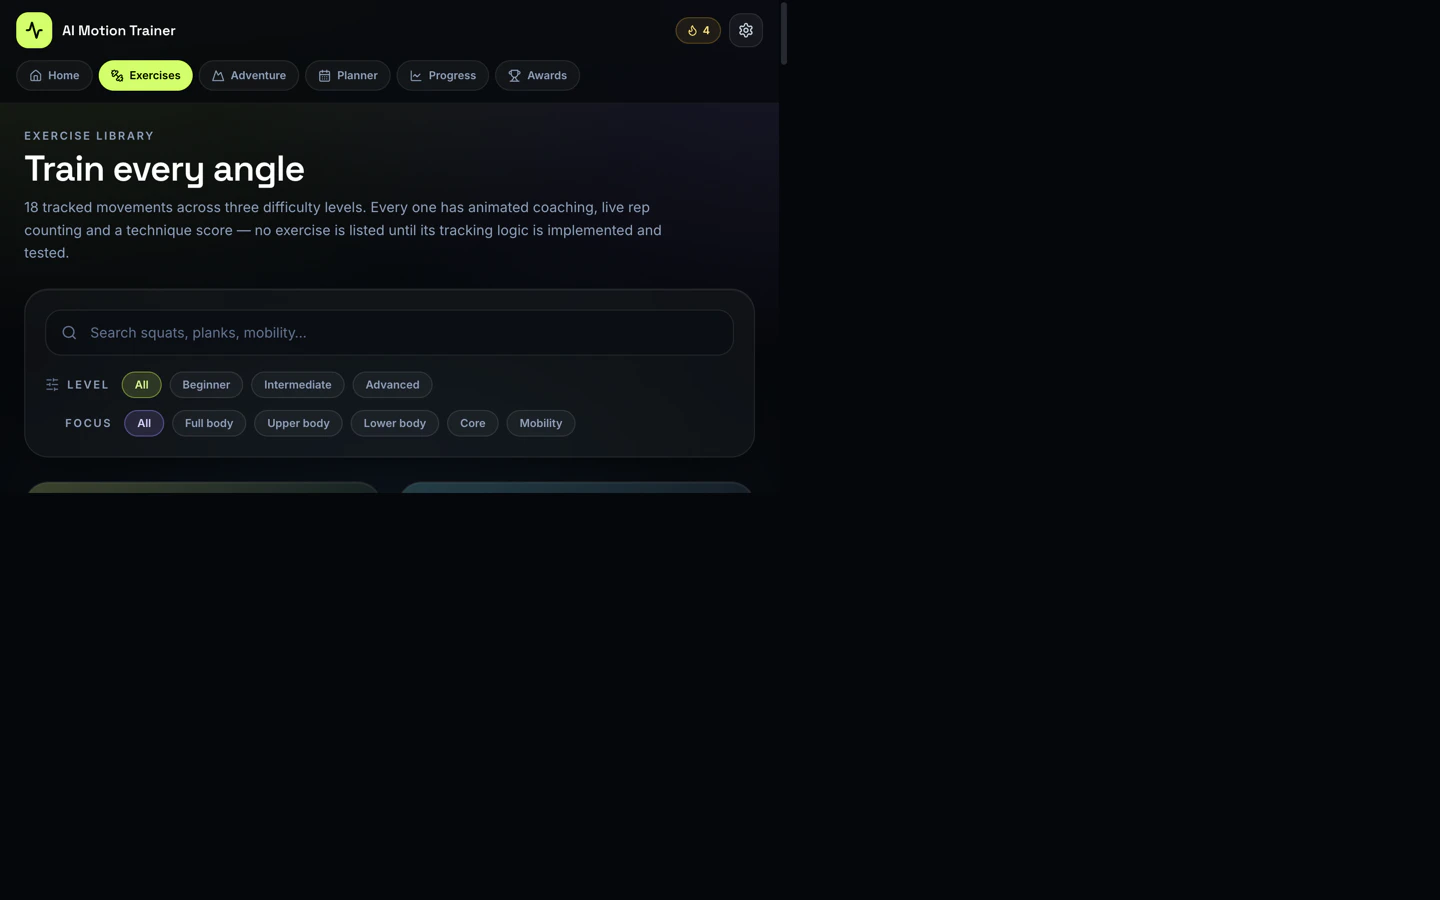 AI Motion Trainer
4
Home
Exercises
Adventure
Planner
Progress
Awards
EXERCISE LIBRARY
Train every angle
18 tracked movements across three difficulty levels. Every one has animated coaching, live rep
counting and a technique score — no exercise is listed until its tracking logic is implemented and
tested.
Search squats, planks, mobility...
LEVEL
All
Beginner
Intermediate
Advanced
FOCUS
All
Full body
Upper body
Lower body
Core
Mobility